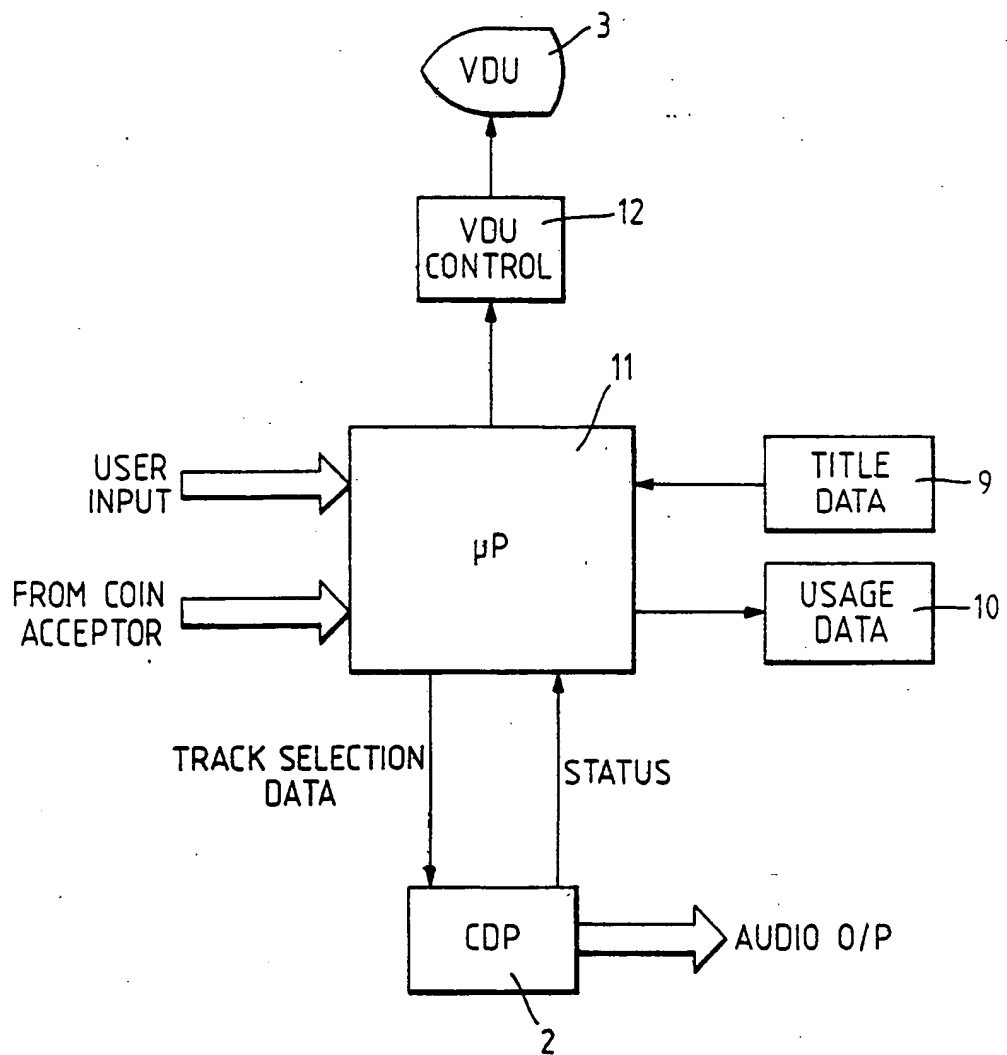 3
VDU
12
VDU
CONTROL
11
USER
INPUT
TITLE
DATA
9
µP
FROM COIN
ACCEPTOR
USAGE
DATA
10
TRACK SELECTION
DATA
STATUS
CDP
AUDIO O/P
2